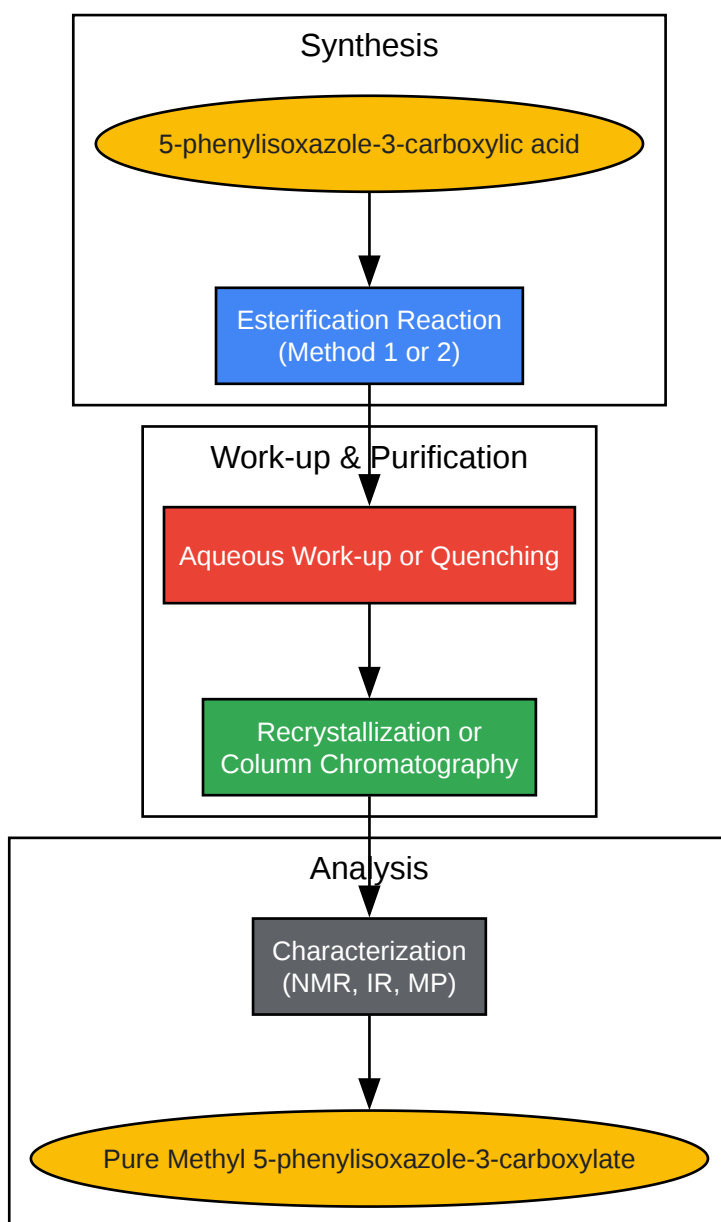 Synthesis
5-phenylisoxazole-3-carboxylic acid
Esterification Reaction
(Method 1 or 2)
Work-up & Purification
Aqueous Work-up or Quenching
Recrystallization or
Column Chromatography
Analysis
Characterization
(NMR, IR, MP)
Pure Methyl 5-phenylisoxazole-3-carboxylate